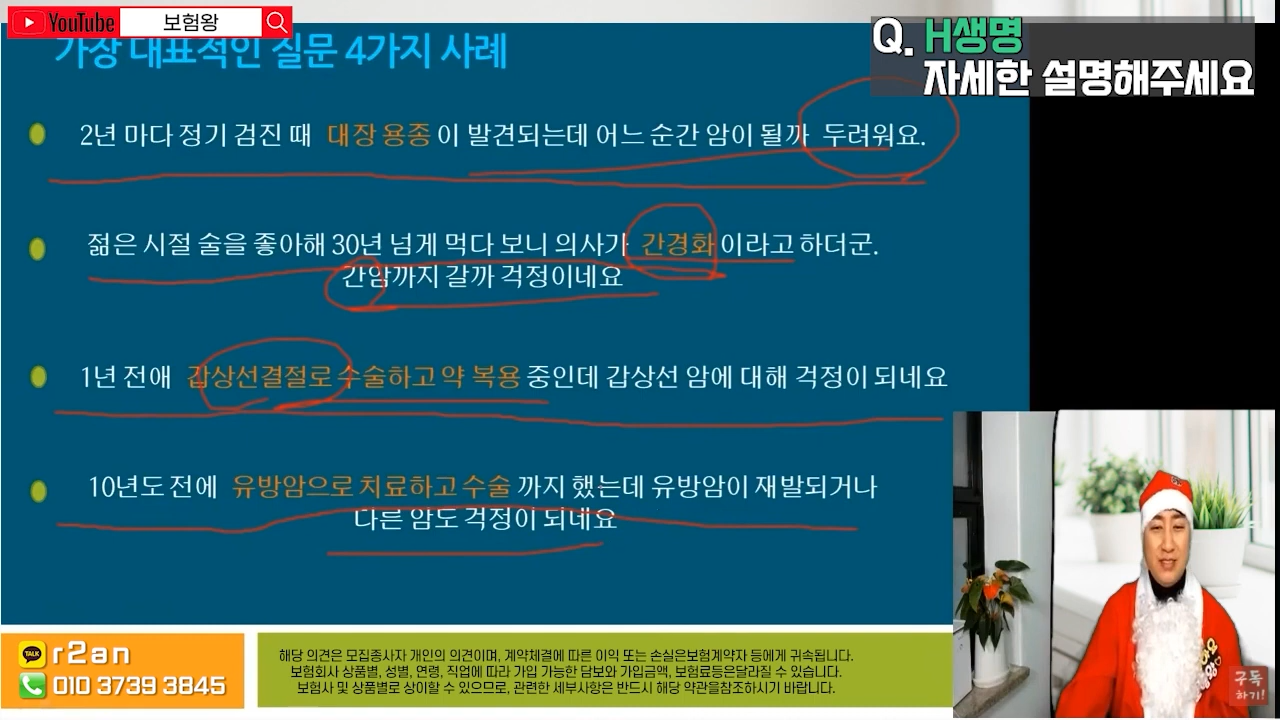 YouTube 보험왕
Q. H생명
자세한 설명해주세요
가장 대표적인 질문 4가지 사례
2년 마다 정기 검진 때 대장 용종 이 발견되는데 어느 순간 암이 될까 두려워요.
젊은 시절 술을 좋아해 30년 넘게 먹다 보니 의사가 간경화 이라고 하더군.
간암까지 갈까 걱정이네요
1년 전애 갑상선결절로 수술하고 약 복용 중인데 갑상선 암에 대해 걱정이 되네요
10년도 전에 유방암으로 치료하고 수술 까지 했는데 유방암이 재발되거나
다른 암도 걱정이 되네요
TALK r2an
010 3739 3845
해당 의견은 모집종사자 개인의 의견이며, 계약체결에 따른 이익 또는 손실은보험계약자 등에게 귀속됩니다.
보험회사 상품별, 성별, 연령, 직업에 따라 가입 가능한 담보와 가입금액, 보험료등은달라질 수 있습니다.
보험사 및 상품별로 상이할 수 있으므로, 관련한 세부사항은 반드시 해당 약관을참조하시기 바랍니다.
구독
하기!